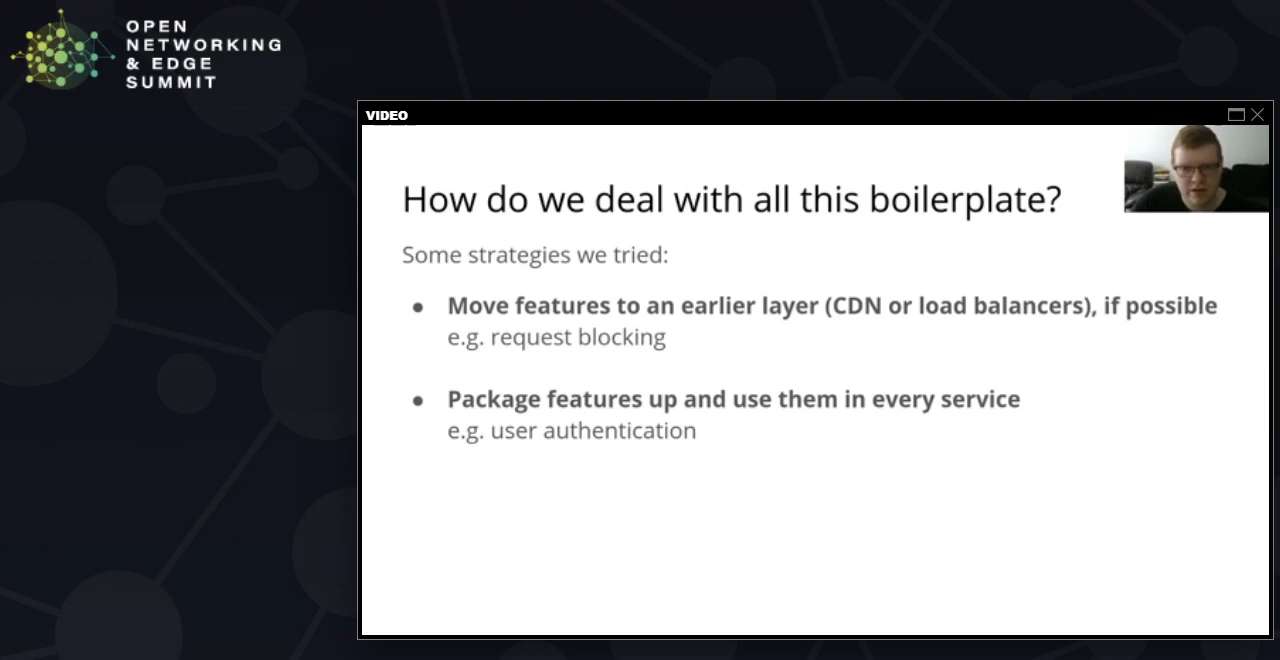 OPEN
NETWORKING
& EDGE
SUMMIT
VIDEO
How do we deal with all this boilerplate?
Some strategies we tried:
● Move features to an earlier layer (CDN or load balancers), if possible
e.g. request blocking
● Package features up and use them in every service
e.g. user authentication